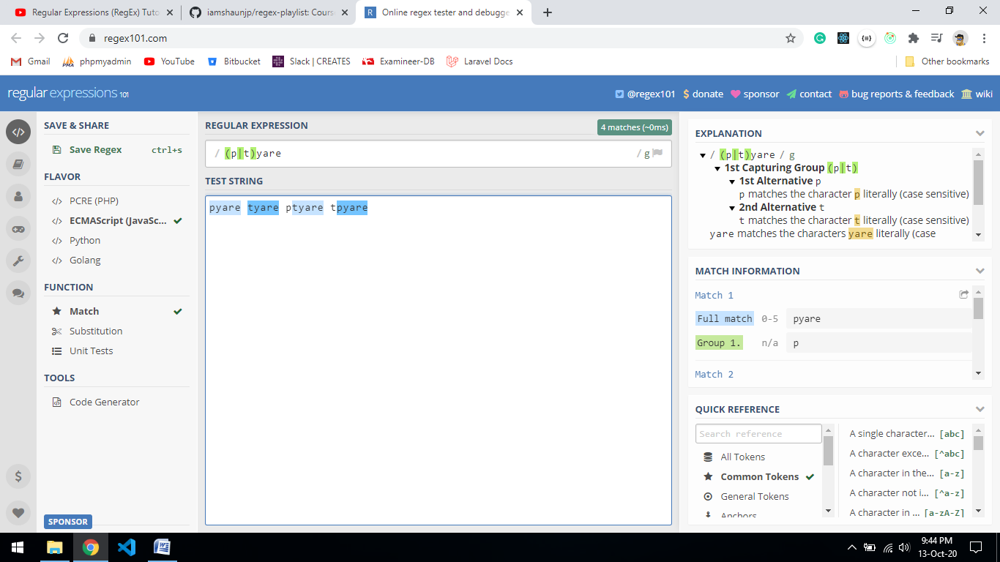 Regular Expressions (RegEx) Tuto
iamshaunjp/regex-playlist: Cours
Online regex tester and debugge
regex101.com
Gmail
phpmyadmin
YouTube
Bitbucket
Slack | CREATES
Examineer-DB
Laravel Docs
Other bookmarks
regular expressions 101
@regex101
donate
sponsor
contact
bug reports & feedback
wiki
SAVE & SHARE
Save Regex ctrl+s
FLAVOR
PCRE (PHP)
ECMAScript (JavaSc...
Python
Golang
FUNCTION
Match
Substitution
Unit Tests
TOOLS
Code Generator
SPONSOR
REGULAR EXPRESSION
4 matches (~0ms)
/ (p|t)yare / g
TEST STRING
pyare tyare ptyare tpyare
EXPLANATION
/ (p|t)yare / g
1st Capturing Group (p|t)
1st Alternative p
p matches the character p literally (case sensitive)
2nd Alternative t
t matches the character t literally (case sensitive)
yare matches the characters yare literally (case
MATCH INFORMATION
Match 1
Full match 0-5 pyare
Group 1. n/a p
Match 2
QUICK REFERENCE
Search reference
All Tokens
Common Tokens
General Tokens
Anchors
A single character... [abc]
A character exce... [^abc]
A character in the... [a-z]
A character not i... [^a-z]
A character in ... [a-zA-Z]
9:44 PM
13-Oct-20